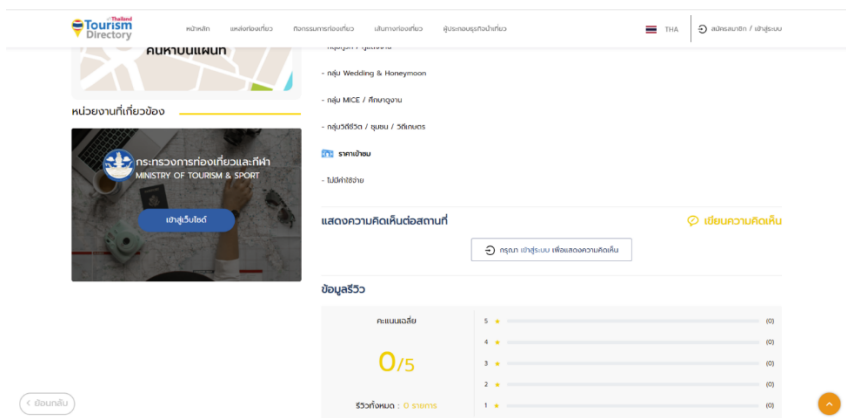 Thailand
Tourism
Directory
หน้าหลัก
แหล่งท่องเที่ยว
กิจกรรมการท่องเที่ยว
เส้นทางท่องเที่ยว
ผู้ประกอบธุรกิจนำเที่ยว
THA
สมัครสมาชิก / เข้าสู่ระบบ
ค้นหาบนแผนที่
หน่วยงานที่เกี่ยวข้อง
กระทรวงการท่องเที่ยวและกีฬา
MINISTRY OF TOURISM & SPORT
เข้าสู่เว็บไซต์
- กลุ่ม Wedding & Honeymoon
- กลุ่ม MICE / ศึกษาดูงาน
- กลุ่มวิถีชีวิต / ชุมชน / วิถีเกษตร
ราคาเข้าชม
- ไม่มีค่าใช้จ่าย
แสดงความคิดเห็นต่อสถานที่
เขียนความคิดเห็น
กรุณา เข้าสู่ระบบ เพื่อแสดงความคิดเห็น
ข้อมูลรีวิว
คะแนนเฉลี่ย
0/5
รีวิวทั้งหมด : 0 รายการ
5 (0)
4 (0)
3 (0)
2 (0)
1 (0)
< ย้อนกลับ